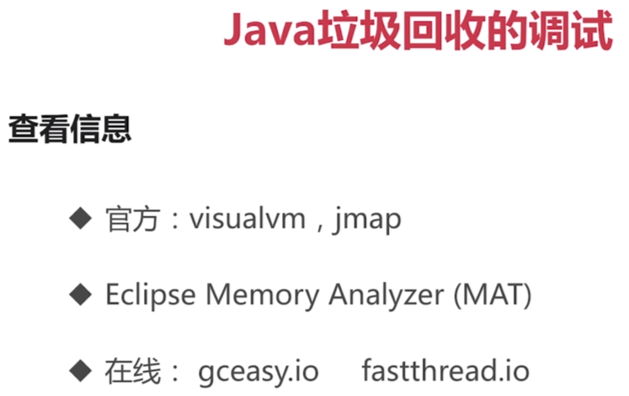 Java垃圾回收的调试
查看信息
◆ 官方：visualvm，jmap
◆ Eclipse Memory Analyzer (MAT)
◆ 在线： gceasy.io fastthread.io